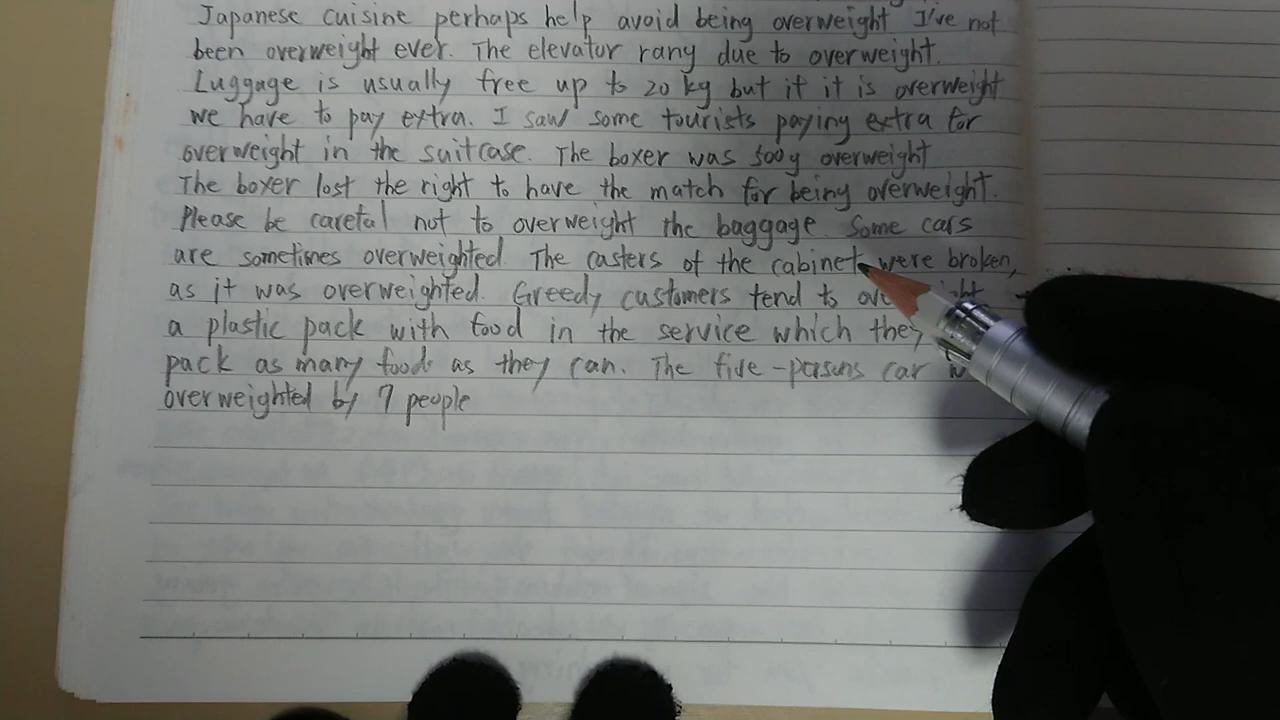 Japanese cuisine perhaps help avoid being overweight I've not
been overweight ever. The elevator rang due to overweight.
Luggage is usually free up to 20 kg but if it is overweight
we have to pay extra. I saw some tourists paying extra for
overweight in the suitcase. The boxer was 500g overweight
The boxer lost the right to have the match for being overweight.
Please be careful not to overweight the baggage. Some cars
are sometimes overweighted. The casters of the cabinet were broken,
as it was overweighted. Greedy customers tend to
a plastic pack with food in the service which they
pack as many foods as they can. The five-persons car
overweighted by 7 people